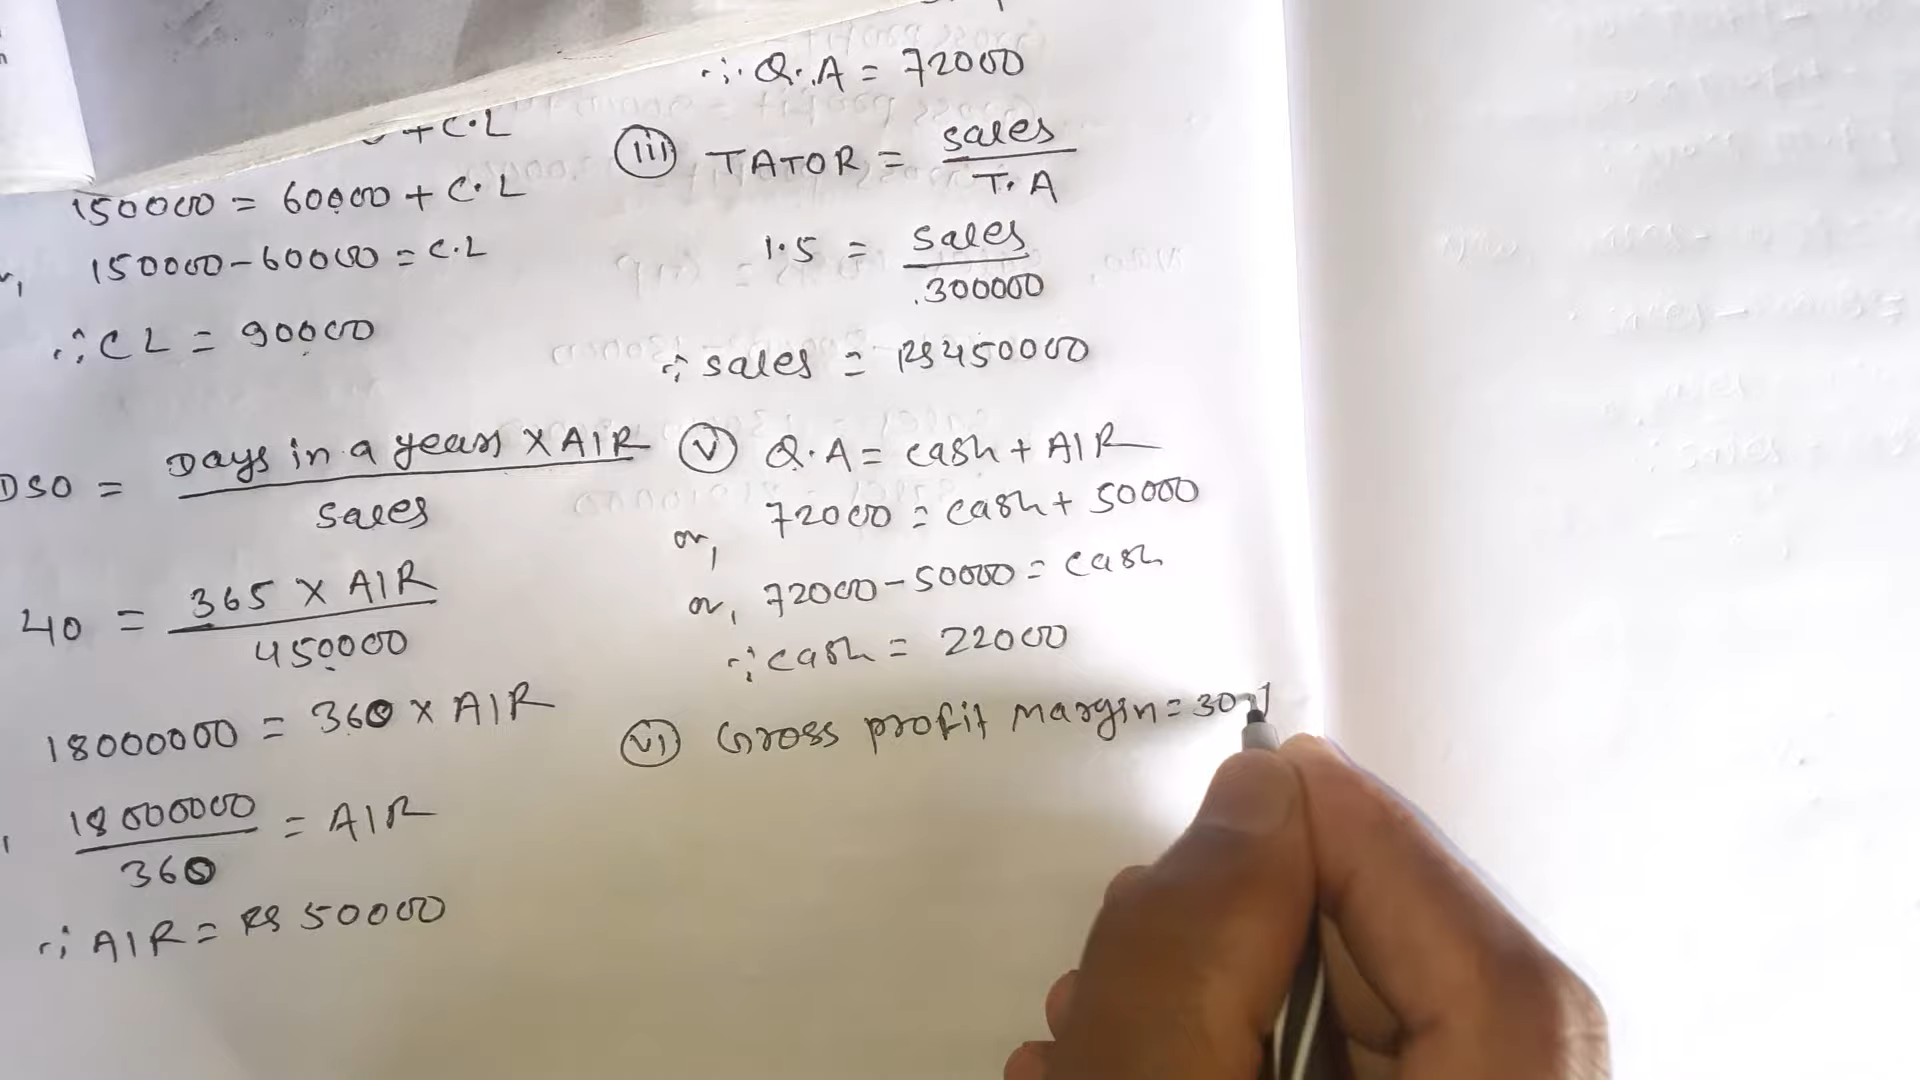 + C.L
150000 = 60000 + C.L
150000 - 60000 = C.L
∴ CL = 90000
DSO = Days in a years X A/R / sales
40 = 365 X A/R / 450000
18000000 = 360 X A/R
18000000 / 360 = A/R
∴ A/R = RS 50000
∴ Q.A = 72000
(iii) TATOR = sales / T.A
1.5 = sales / 300000
∴ sales = RS 450000
(v) Q.A = cash + A/R
or, 72000 = cash + 50000
or, 72000 - 50000 = cash
∴ cash = 22000
(vi) Gross profit margin = 30